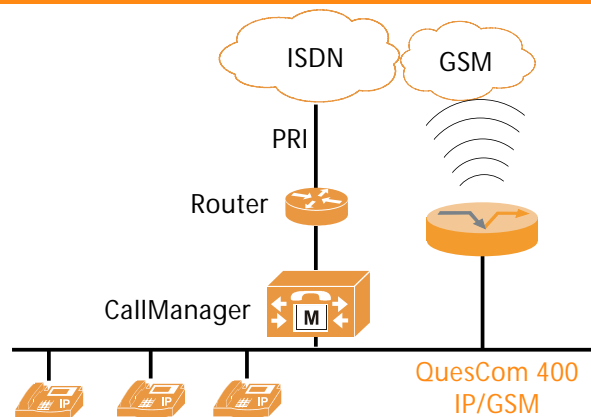 ISDN
GSM
PRI
Router
CallManager
M
IP
IP
IP
QuesCom 400
IP/GSM